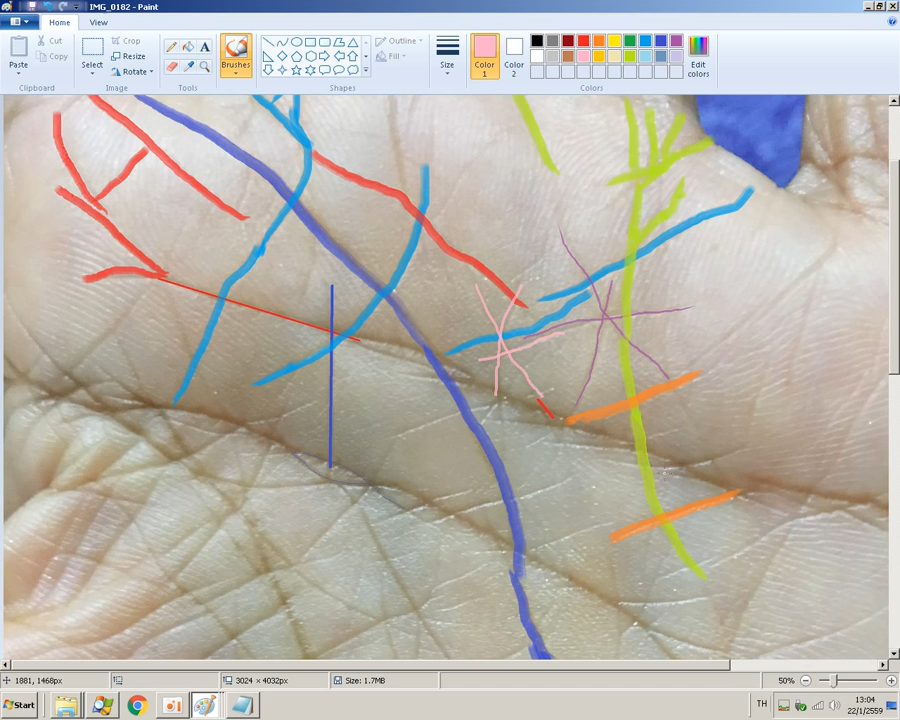 IMG_0182 - Paint
Home View
Paste Cut Copy Clipboard
Select Crop Resize Rotate Image
A Tools
Brushes
Outline Fill Shapes
Size
Color 1 Color 2 Edit colors Colors
1881, 1468px 3024 × 4032px Size: 1.7MB 50%
Start TH 13:04
22/1/2559